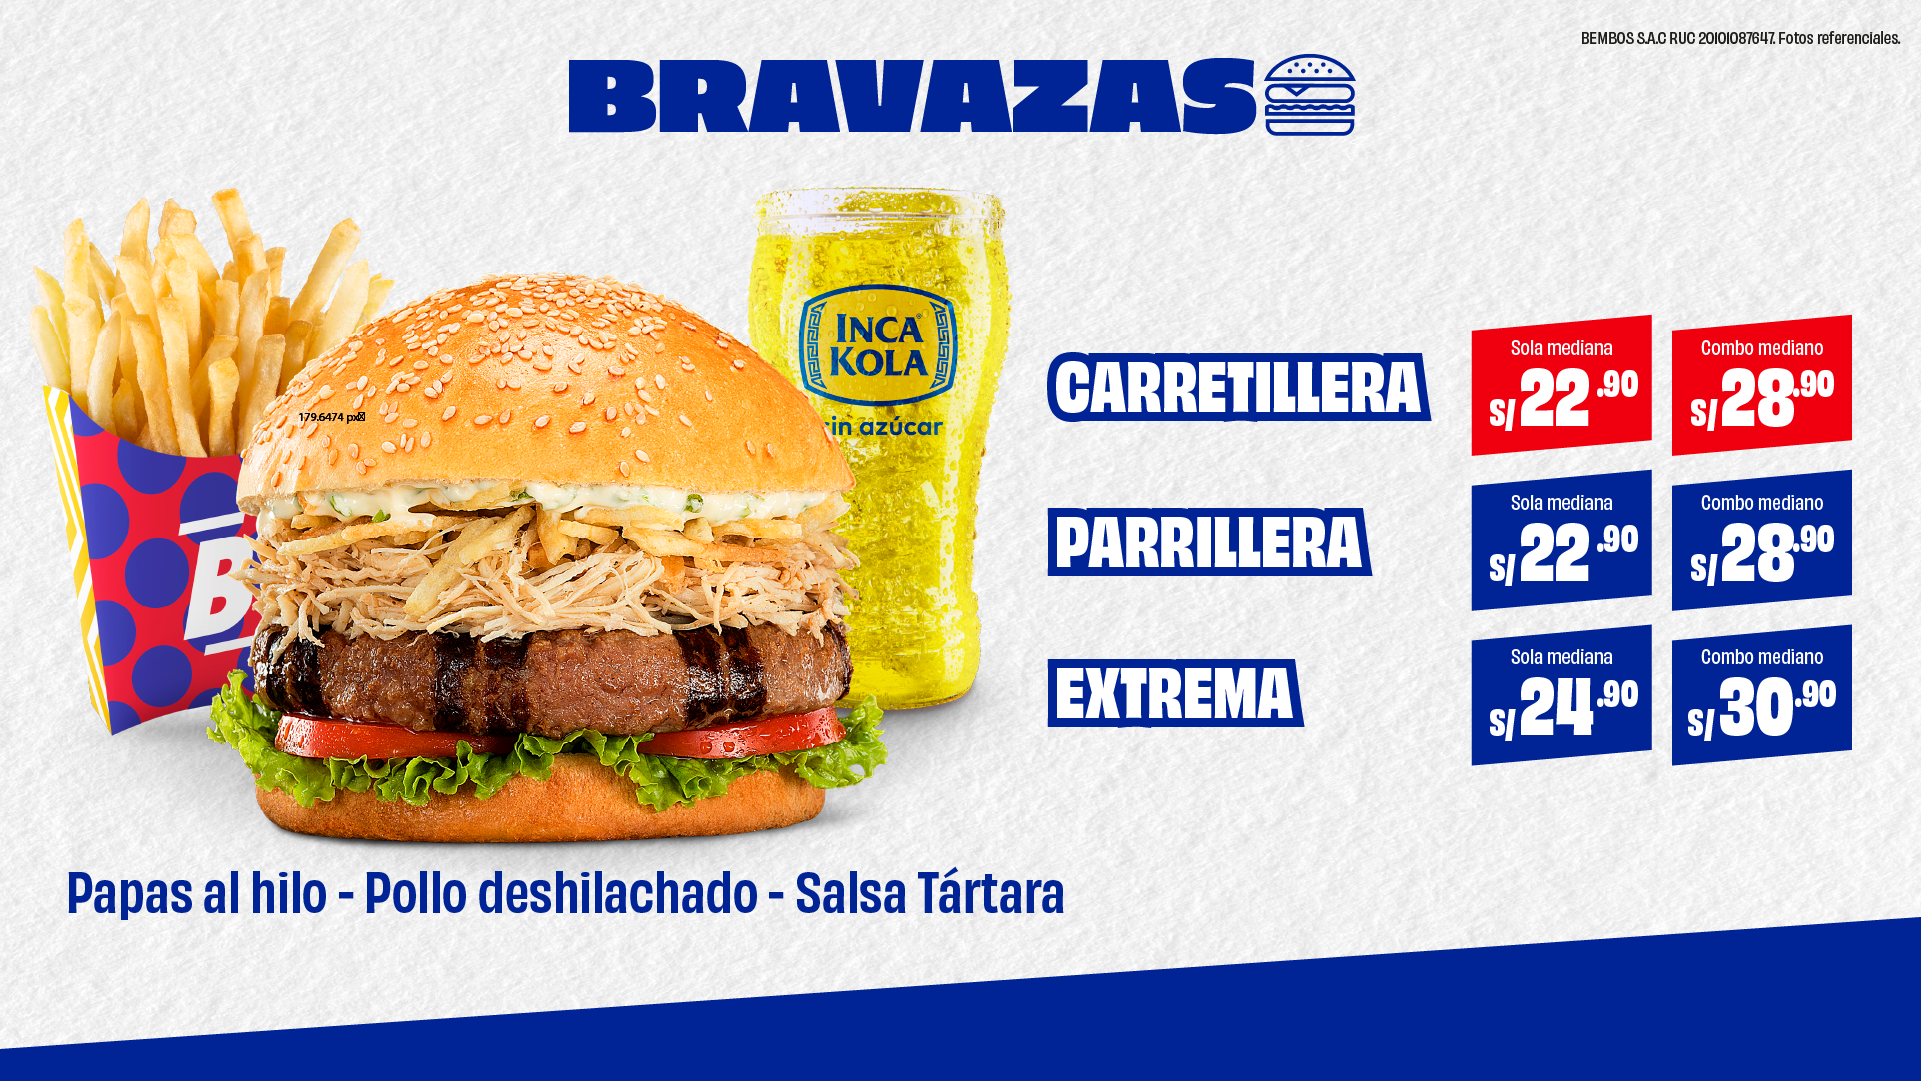 BEMBOS S.A.C RUC 20101087647. Fotos referenciales.
BRAVAZAS
INCA
KOLA
sin azúcar
179.6474 px
B
CARRETILLERA
Sola mediana
S/22.90
Combo mediano
S/28.90
PARRILLERA
Sola mediana
S/22.90
Combo mediano
S/28.90
EXTREMA
Sola mediana
S/24.90
Combo mediano
S/30.90
Papas al hilo - Pollo deshilachado - Salsa Tártara